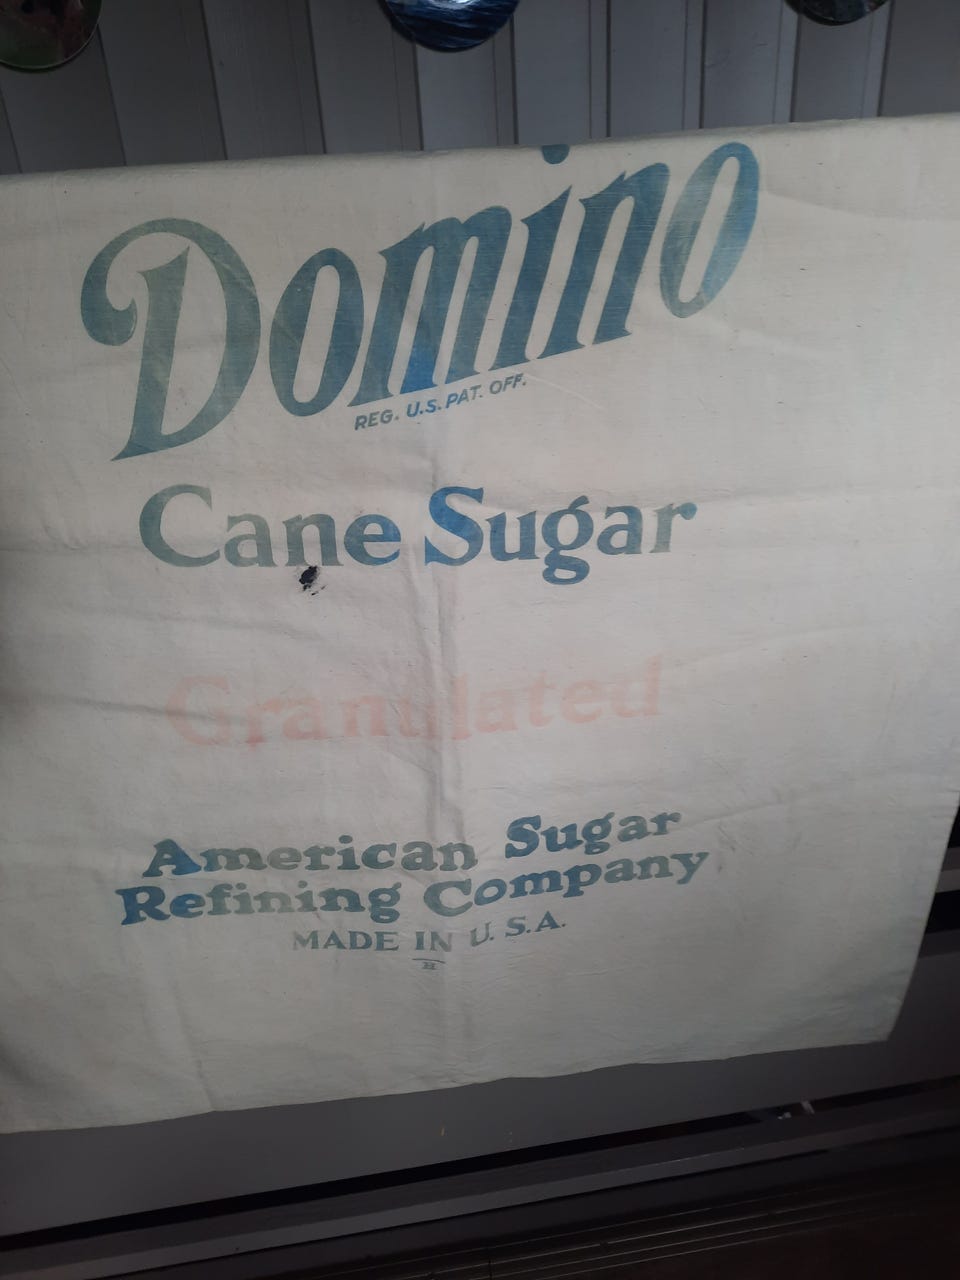 Domino
REG. U.S. PAT. OFF.
Cane Sugar
Granulated
American Sugar
Refining Company
MADE IN U.S.A.